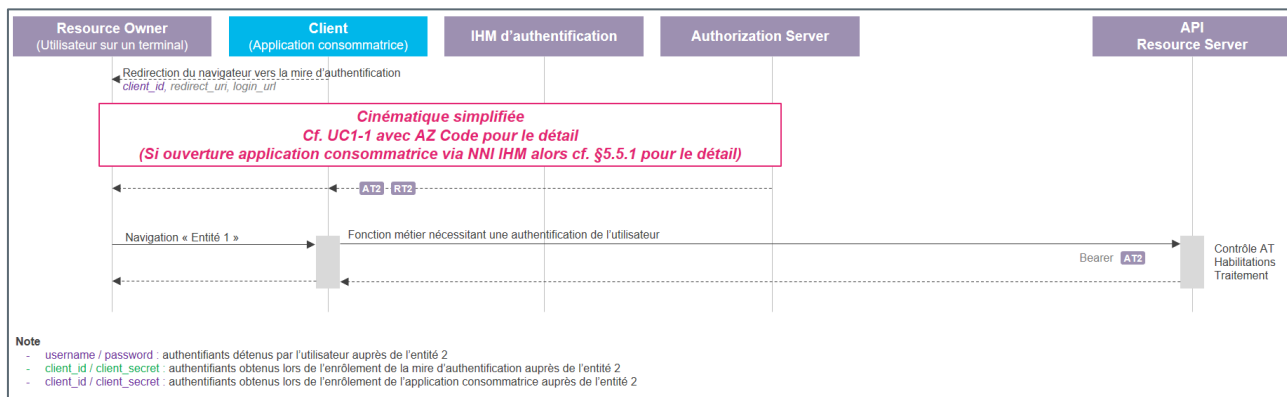 Resource Owner
(Utilisateur sur un terminal)
Client
(Application consommatrice)
IHM d'authentification
Authorization Server
API
Resource Server
Redirection du navigateur vers la mire d'authentification
client_id, redirect_uri, login_url
Cinématique simplifiée
Cf. UC1-1 avec AZ Code pour le détail
(Si ouverture application consommatrice via NNI IHM alors cf. §5.5.1 pour le détail)
AT2 - RT2
Navigation « Entité 1 »
Fonction métier nécessitant une authentification de l'utilisateur
Bearer AT2
Contrôle AT
Habilitations
Traitement
Note
- username / password : authentifiants détenus par l'utilisateur auprès de l'entité 2
- client_id / client_secret : authentifiants obtenus lors de l'enrôlement de la mire d'authentification auprès de l'entité 2
- client_id / client_secret : authentifiants obtenus lors de l'enrôlement de l'application consommatrice auprès de l'entité 2